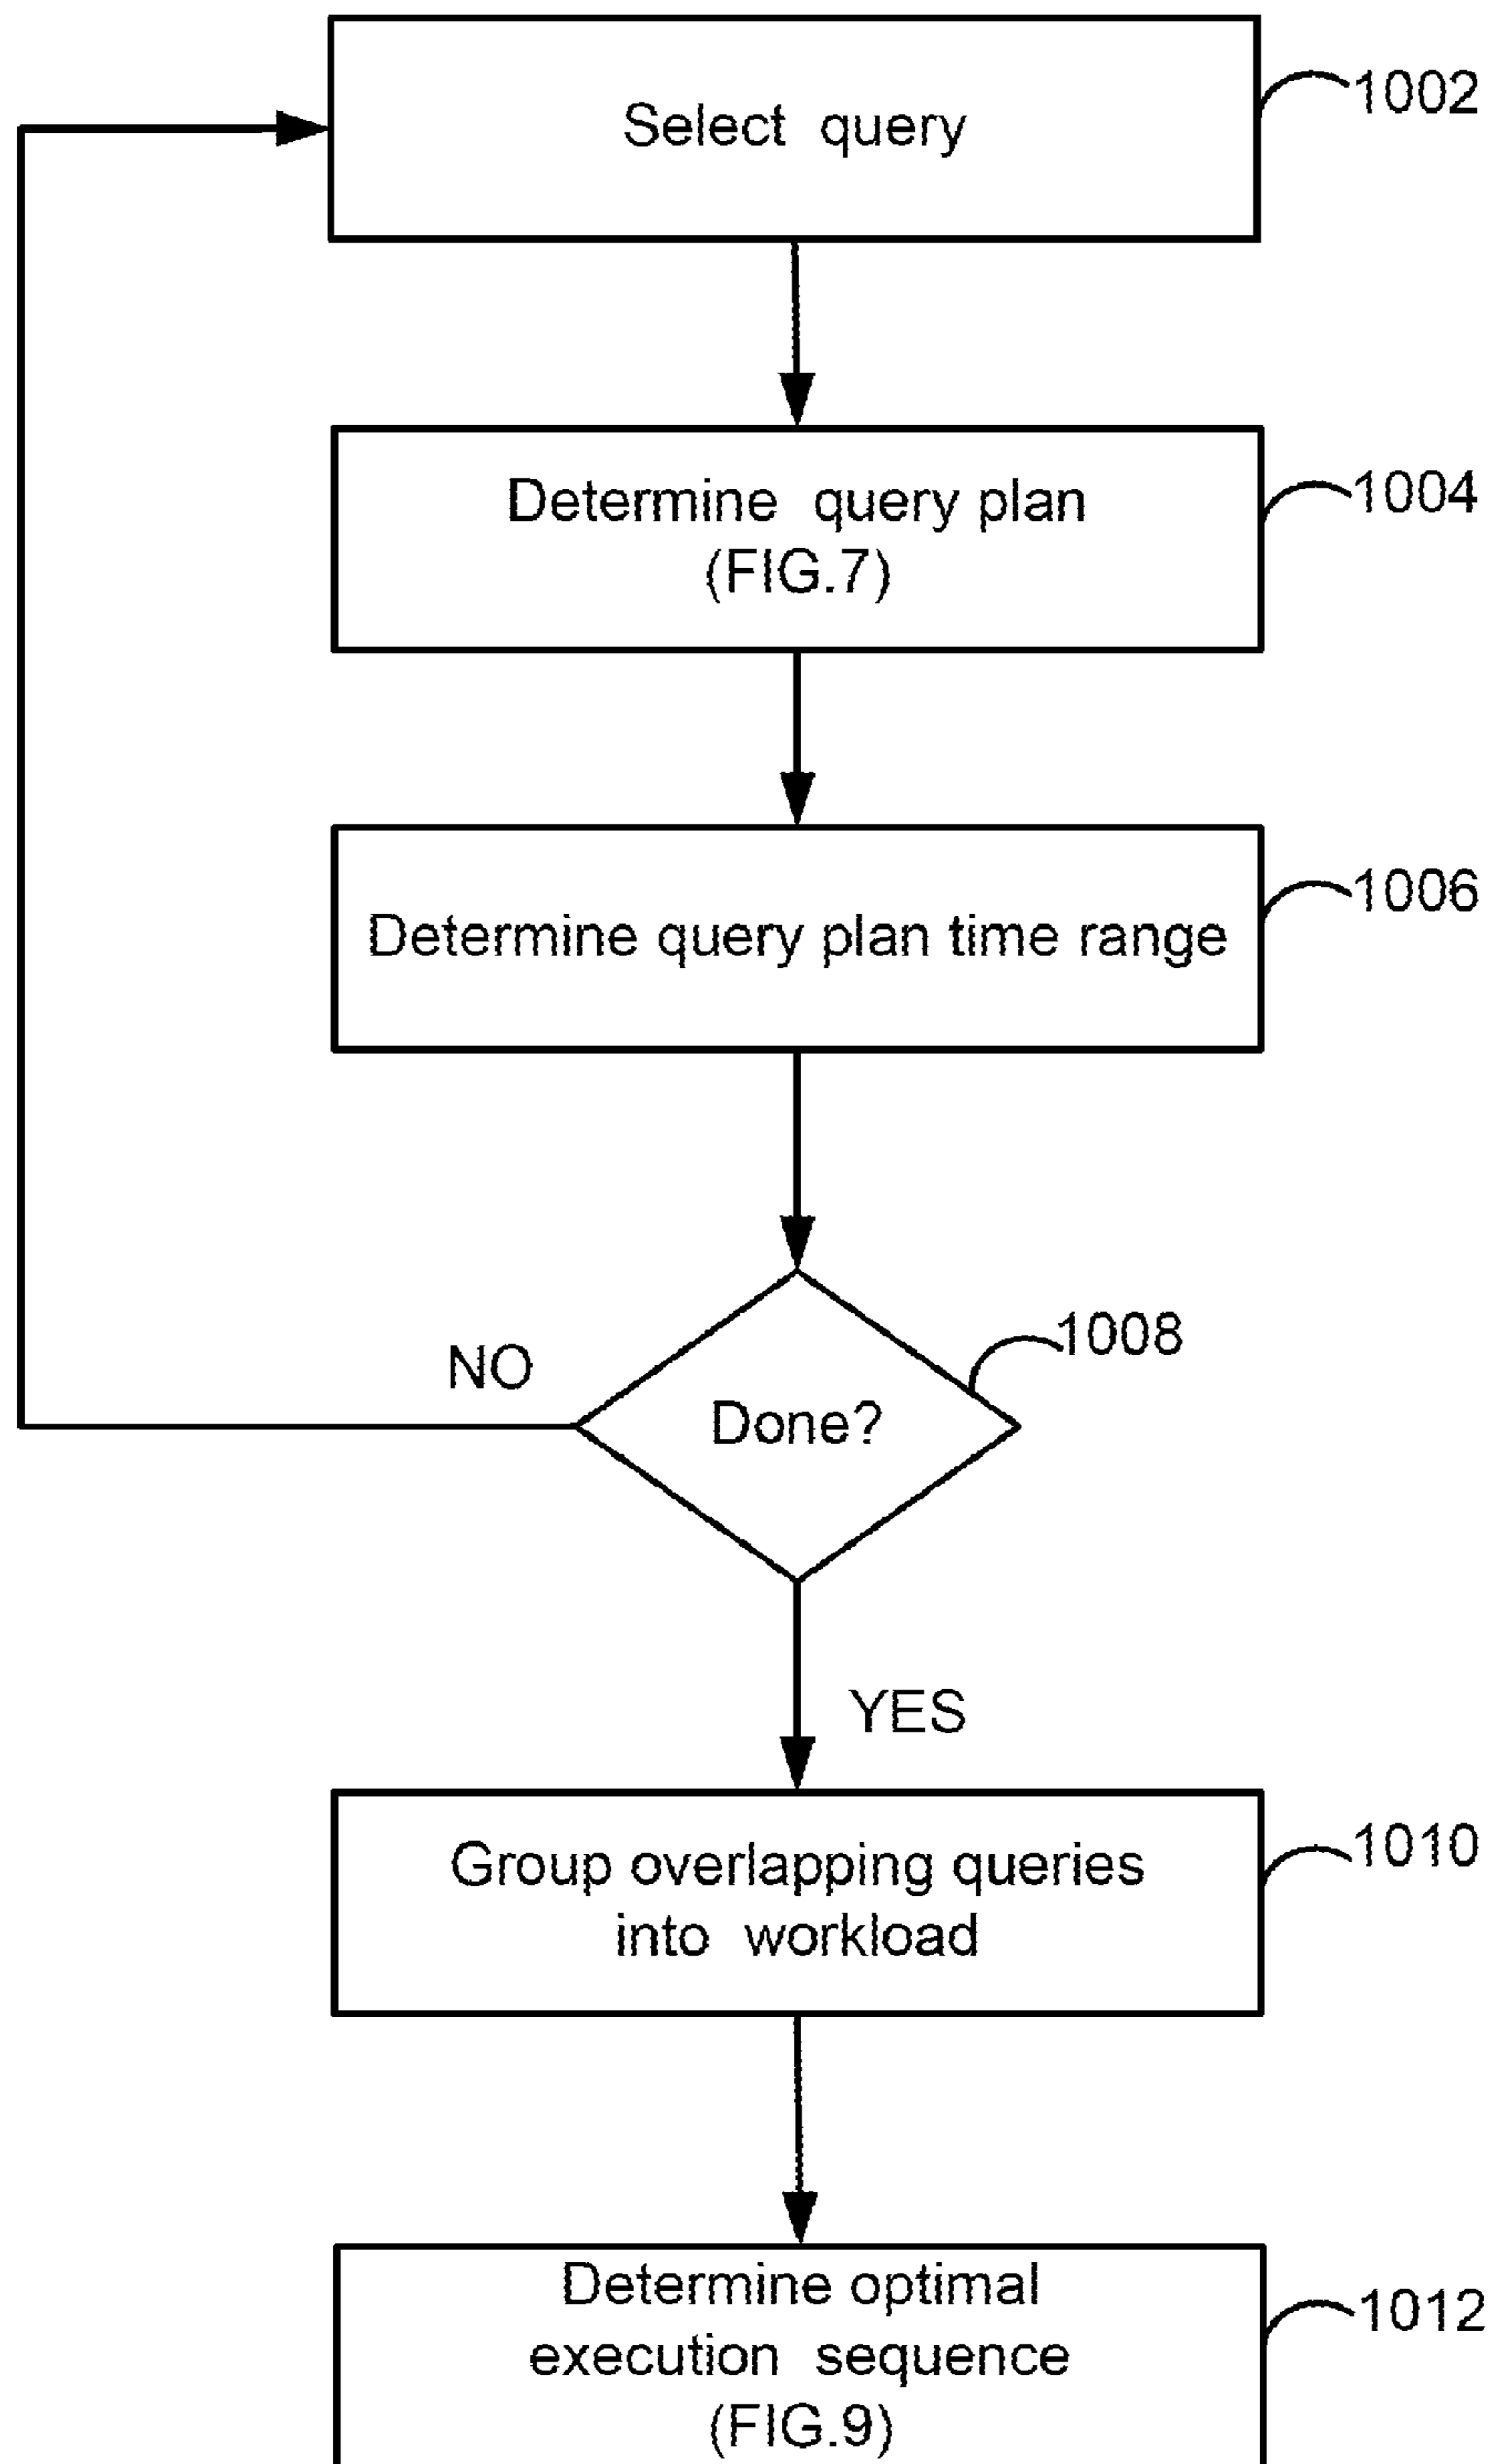 Select query
1002
Determine query plan
(FIG.7)
1004
Determine query plan time range
1006
NO
Done?
1008
YES
Group overlapping queries
into workload
1010
Determine optimal
execution sequence
(FIG.9)
1012